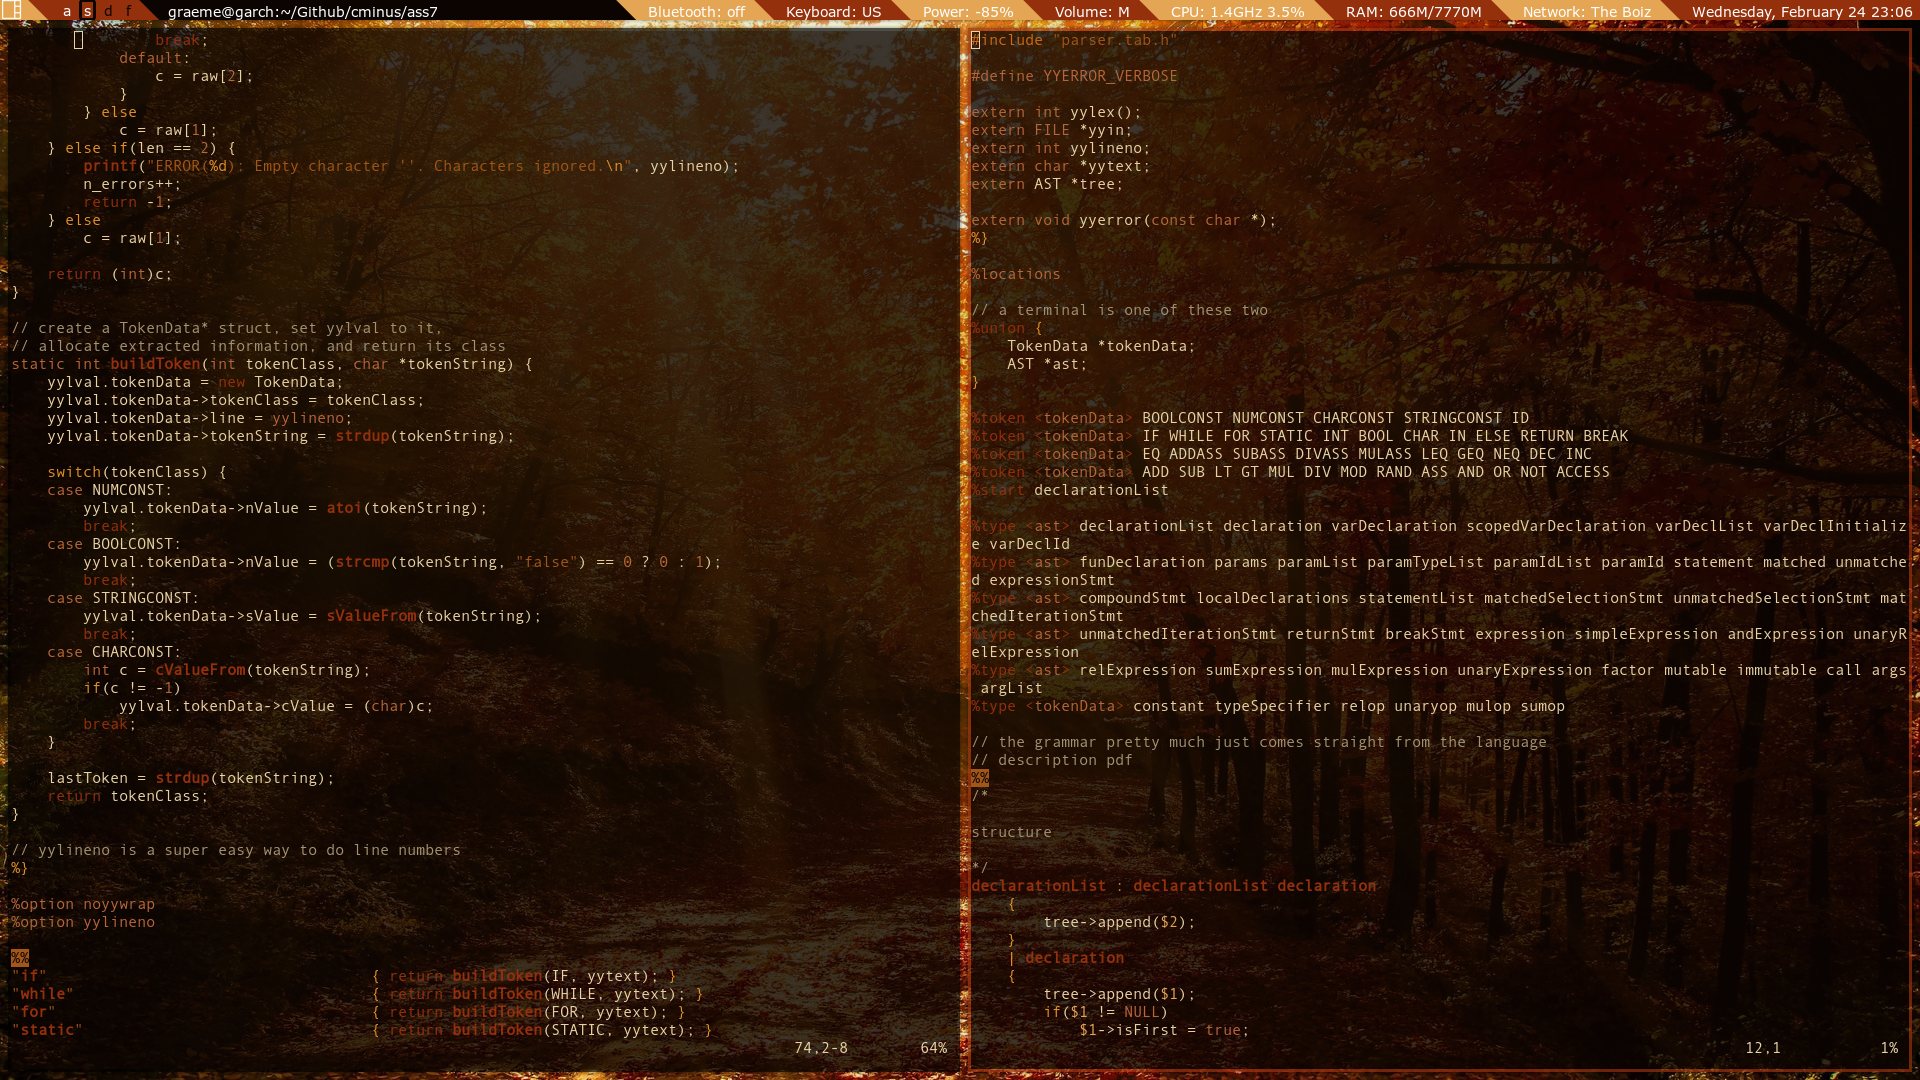 a s d f graeme@garch:~/Github/cminus/ass7 Bluetooth: off Keyboard: US Power: -85% Volume: M CPU: 1.4GHz 3.5% RAM: 666M/7770M Network: The Boiz Wednesday, February 24 23:06
                break;
            default:
                c = raw[2];
            }
        } else
            c = raw[1];
    } else if(len == 2) {
        printf("ERROR(%d): Empty character ''. Characters ignored.\n", yylineno);
        n_errors++;
        return -1;
    } else
        c = raw[1];

    return (int)c;
}

// create a TokenData* struct, set yylval to it,
// allocate extracted information, and return its class
static int buildToken(int tokenClass, char *tokenString) {
    yylval.tokenData = new TokenData;
    yylval.tokenData->tokenClass = tokenClass;
    yylval.tokenData->line = yylineno;
    yylval.tokenData->tokenString = strdup(tokenString);

    switch(tokenClass) {
    case NUMCONST:
        yylval.tokenData->nValue = atoi(tokenString);
        break;
    case BOOLCONST:
        yylval.tokenData->nValue = (strcmp(tokenString, "false") == 0 ? 0 : 1);
        break;
    case STRINGCONST:
        yylval.tokenData->sValue = sValueFrom(tokenString);
        break;
    case CHARCONST:
        int c = cValueFrom(tokenString);
        if(c != -1)
            yylval.tokenData->cValue = (char)c;
        break;
    }

    lastToken = strdup(tokenString);
    return tokenClass;
}

// yylineno is a super easy way to do line numbers
%}

%option noyywrap
%option yylineno

%%
"if"                                    { return buildToken(IF, yytext); }
"while"                                 { return buildToken(WHILE, yytext); }
"for"                                   { return buildToken(FOR, yytext); }
"static"                                { return buildToken(STATIC, yytext); }
74,2-8 64%
#include "parser.tab.h"

#define YYERROR_VERBOSE

extern int yylex();
extern FILE *yyin;
extern int yylineno;
extern char *yytext;
extern AST *tree;

extern void yyerror(const char *);
%}

%locations

// a terminal is one of these two
%union {
    TokenData *tokenData;
    AST *ast;
}

%token <tokenData> BOOLCONST NUMCONST CHARCONST STRINGCONST ID
%token <tokenData> IF WHILE FOR STATIC INT BOOL CHAR IN ELSE RETURN BREAK
%token <tokenData> EQ ADDASS SUBASS DIVASS MULASS LEQ GEQ NEQ DEC INC
%token <tokenData> ADD SUB LT GT MUL DIV MOD RAND ASS AND OR NOT ACCESS
%start declarationList

%type <ast> declarationList declaration varDeclaration scopedVarDeclaration varDeclList varDeclInitializ
e varDeclId
%type <ast> funDeclaration params paramList paramTypeList paramIdList paramId statement matched unmatche
d expressionStmt
%type <ast> compoundStmt localDeclarations statementList matchedSelectionStmt unmatchedSelectionStmt mat
chedIterationStmt
%type <ast> unmatchedIterationStmt returnStmt breakStmt expression simpleExpression andExpression unaryR
elExpression
%type <ast> relExpression sumExpression mulExpression unaryExpression factor mutable immutable call args
 argList
%type <tokenData> constant typeSpecifier relop unaryop mulop sumop

// the grammar pretty much just comes straight from the language
// description pdf
%%
/*

structure

*/
declarationList : declarationList declaration
    {
        tree->append($2);
    }
    | declaration
    {
        tree->append($1);
        if($1 != NULL)
            $1->isFirst = true;
12,1 1%